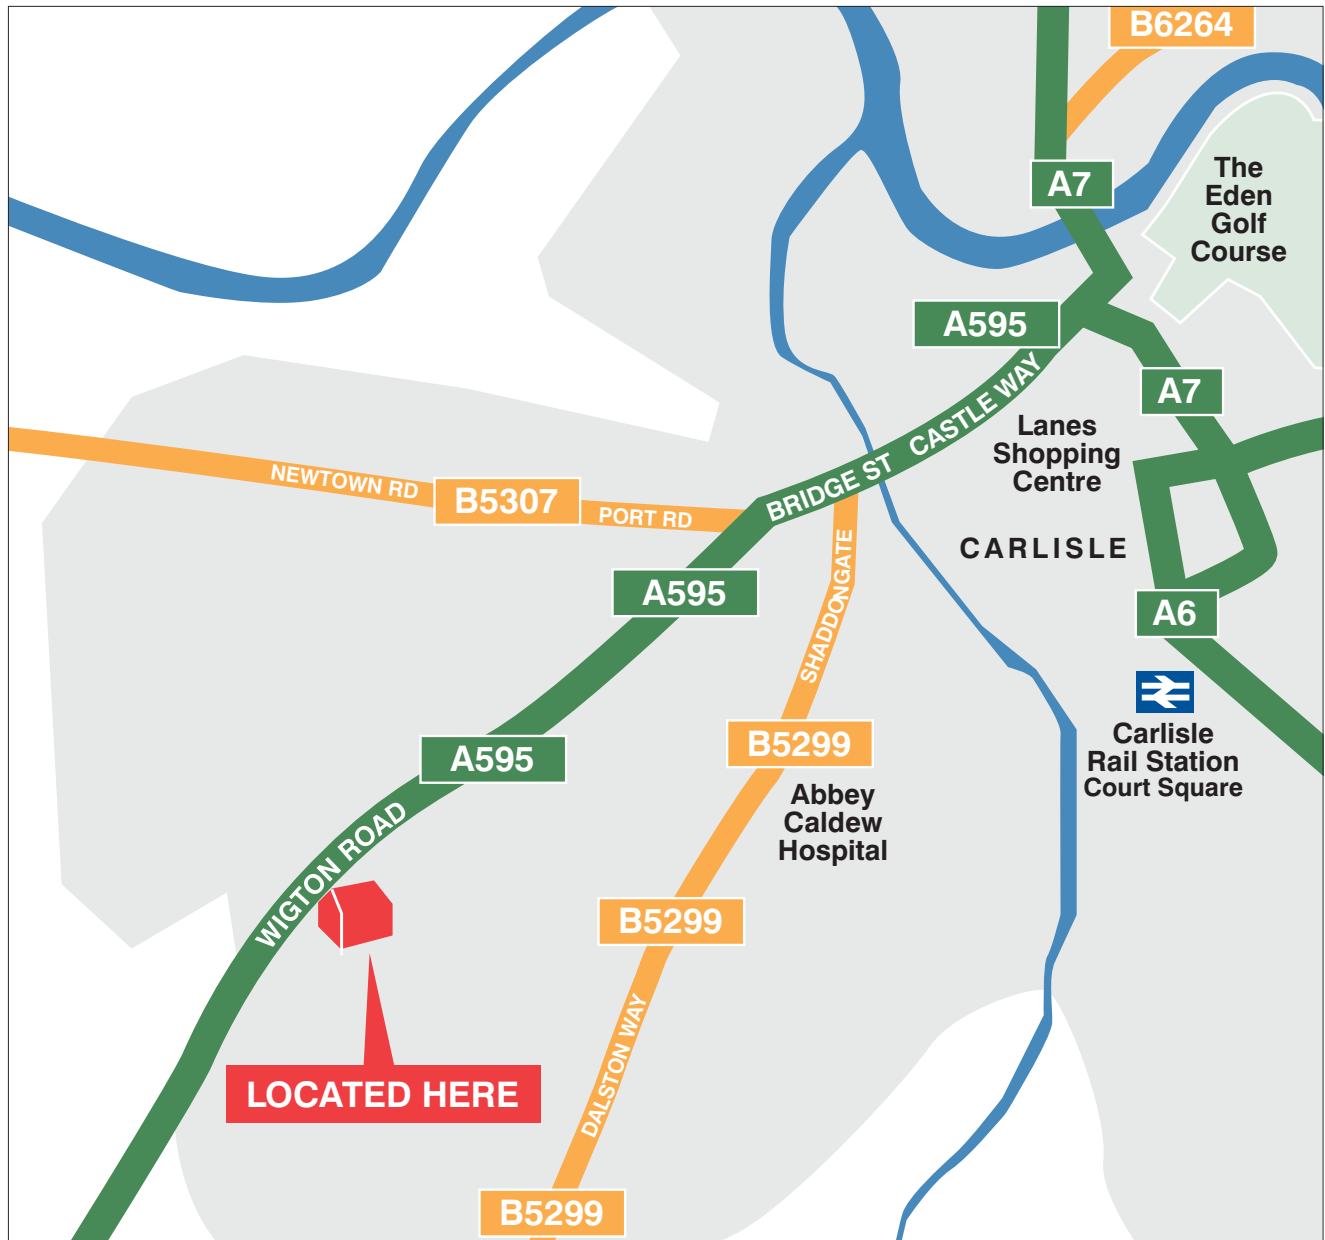 B6264
A7
The
Eden
Golf
Course
A595
A7
CASTLE WAY
Lanes
Shopping
Centre
BRIDGE ST
NEWTOWN RD
B5307
PORT RD
CARLISLE
SHADDONGATE
A595
A6
Carlisle
Rail Station
Court Square
B5299
A595
Abbey
Caldew
Hospital
WIGTON ROAD
B5299
DALSTON WAY
LOCATED HERE
B5299